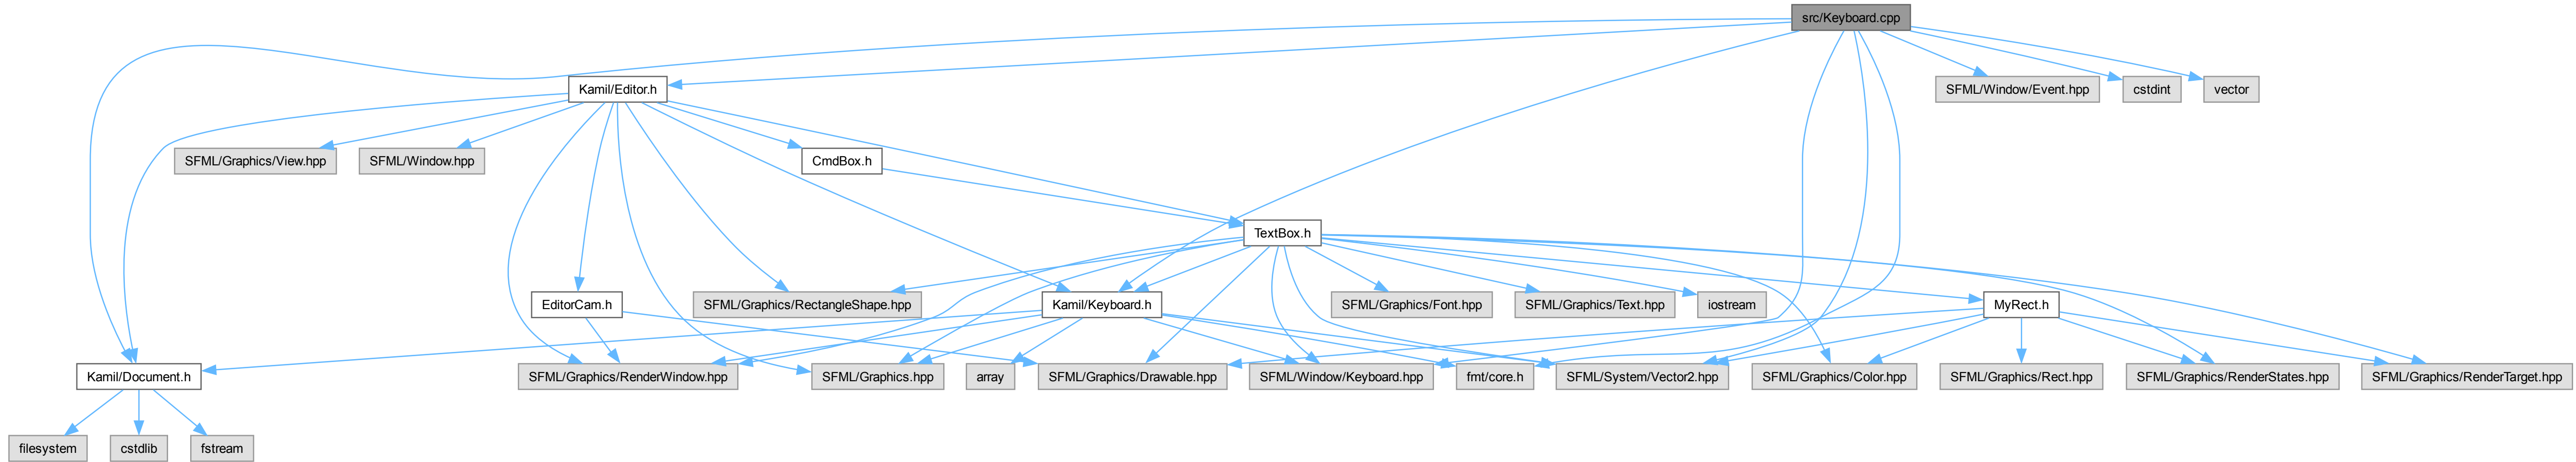 src/Keyboard.cpp
Kamil/Editor.h
SFML/Window/Event.hpp
cstdint
vector
SFML/Graphics/View.hpp
SFML/Window.hpp
CmdBox.h
TextBox.h
EditorCam.h
SFML/Graphics/RectangleShape.hpp
Kamil/Keyboard.h
SFML/Graphics/Font.hpp
SFML/Graphics/Text.hpp
iostream
MyRect.h
Kamil/Document.h
SFML/Graphics/RenderWindow.hpp
SFML/Graphics.hpp
array
SFML/Graphics/Drawable.hpp
SFML/Window/Keyboard.hpp
fmt/core.h
SFML/System/Vector2.hpp
SFML/Graphics/Color.hpp
SFML/Graphics/Rect.hpp
SFML/Graphics/RenderStates.hpp
SFML/Graphics/RenderTarget.hpp
filesystem
cstdlib
fstream